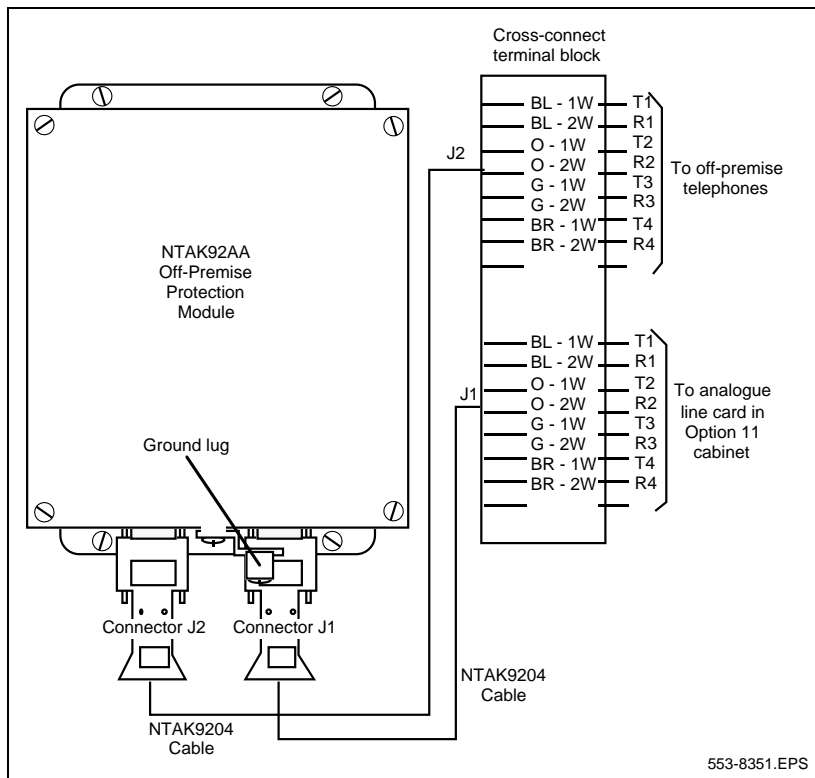 Cross-connect
terminal block
J2
BL - 1W T1
BL - 2W R1
O - 1W T2
O - 2W R2
G - 1W T3
G - 2W R3
BR - 1W T4
BR - 2W R4
To off-premise
telephones
NTAK92AA
Off-Premise
Protection
Module
J1
BL - 1W T1
BL - 2W R1
O - 1W T2
O - 2W R2
G - 1W T3
G - 2W R3
BR - 1W T4
BR - 2W R4
To analogue
line card in
Option 11
cabinet
Ground lug
Connector J2
Connector J1
NTAK9204
Cable
NTAK9204
Cable
553-8351.EPS